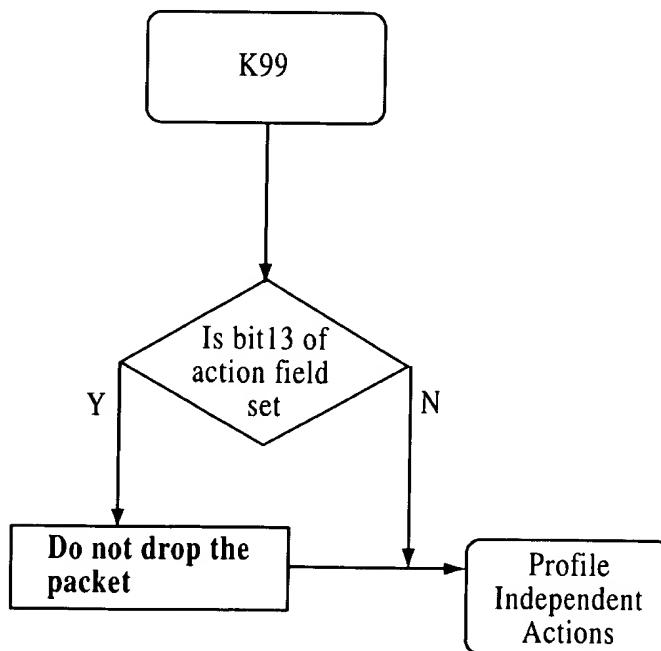 K99
Is bit13 of
action field
set
Y
N
Do not drop the
packet
Profile
Independent
Actions